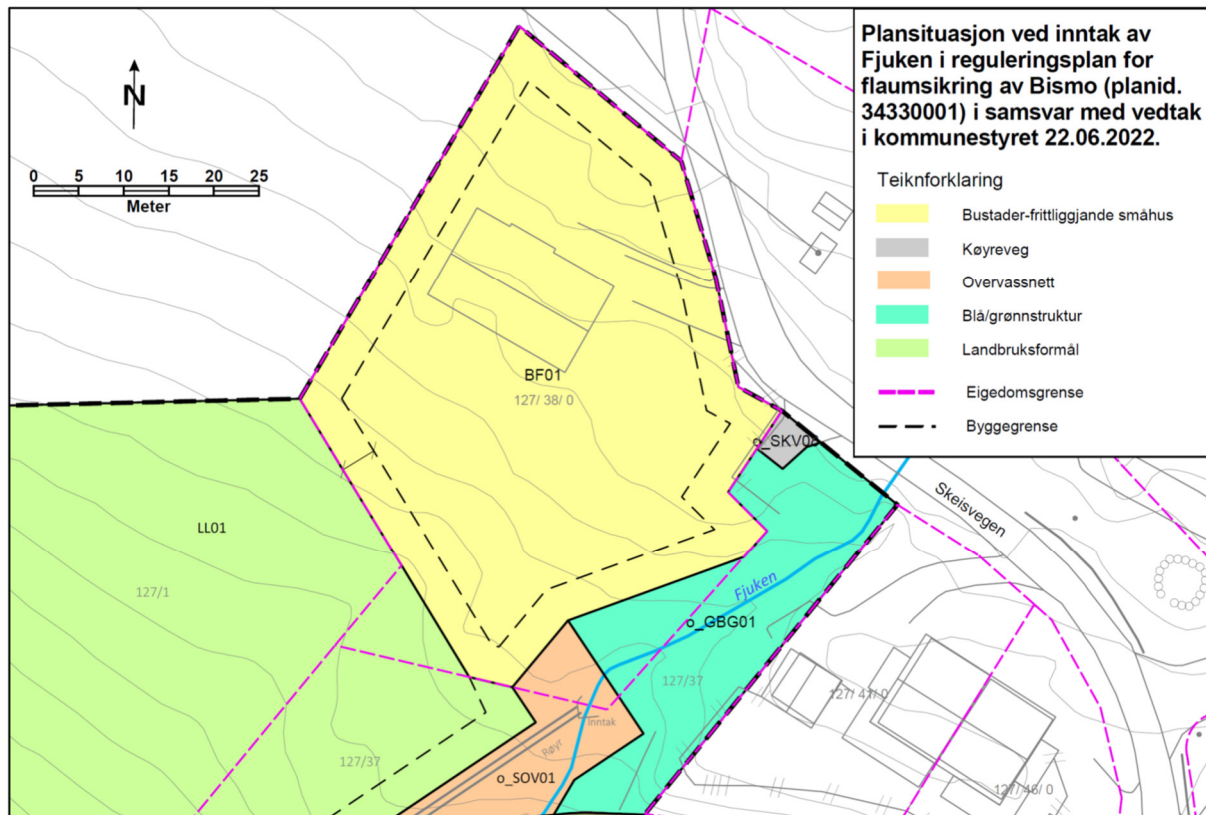 Plansituasjon ved inntak av
Fjuken i reguleringsplan for
flaumsikring av Bismo (planid.
34330001) i samsvar med vedtak
i kommunestyret 22.06.2022.
N
0 5 10 15 20 25
Meter
Teiknforklaring
Bustader-frittliggjande småhus
Køyreveg
Overvassnett
Blå/grønnstruktur
Landbruksformål
Eigedomsgrense
Byggegrense
BF01
127/ 38/ 0
Skeisvegen
LL01
127/1
Fjuken
o_GBG01
127/37
127/ 41/ 0
Inntak
Røyr
127/37
o_SOV01
127/ 46/ 0